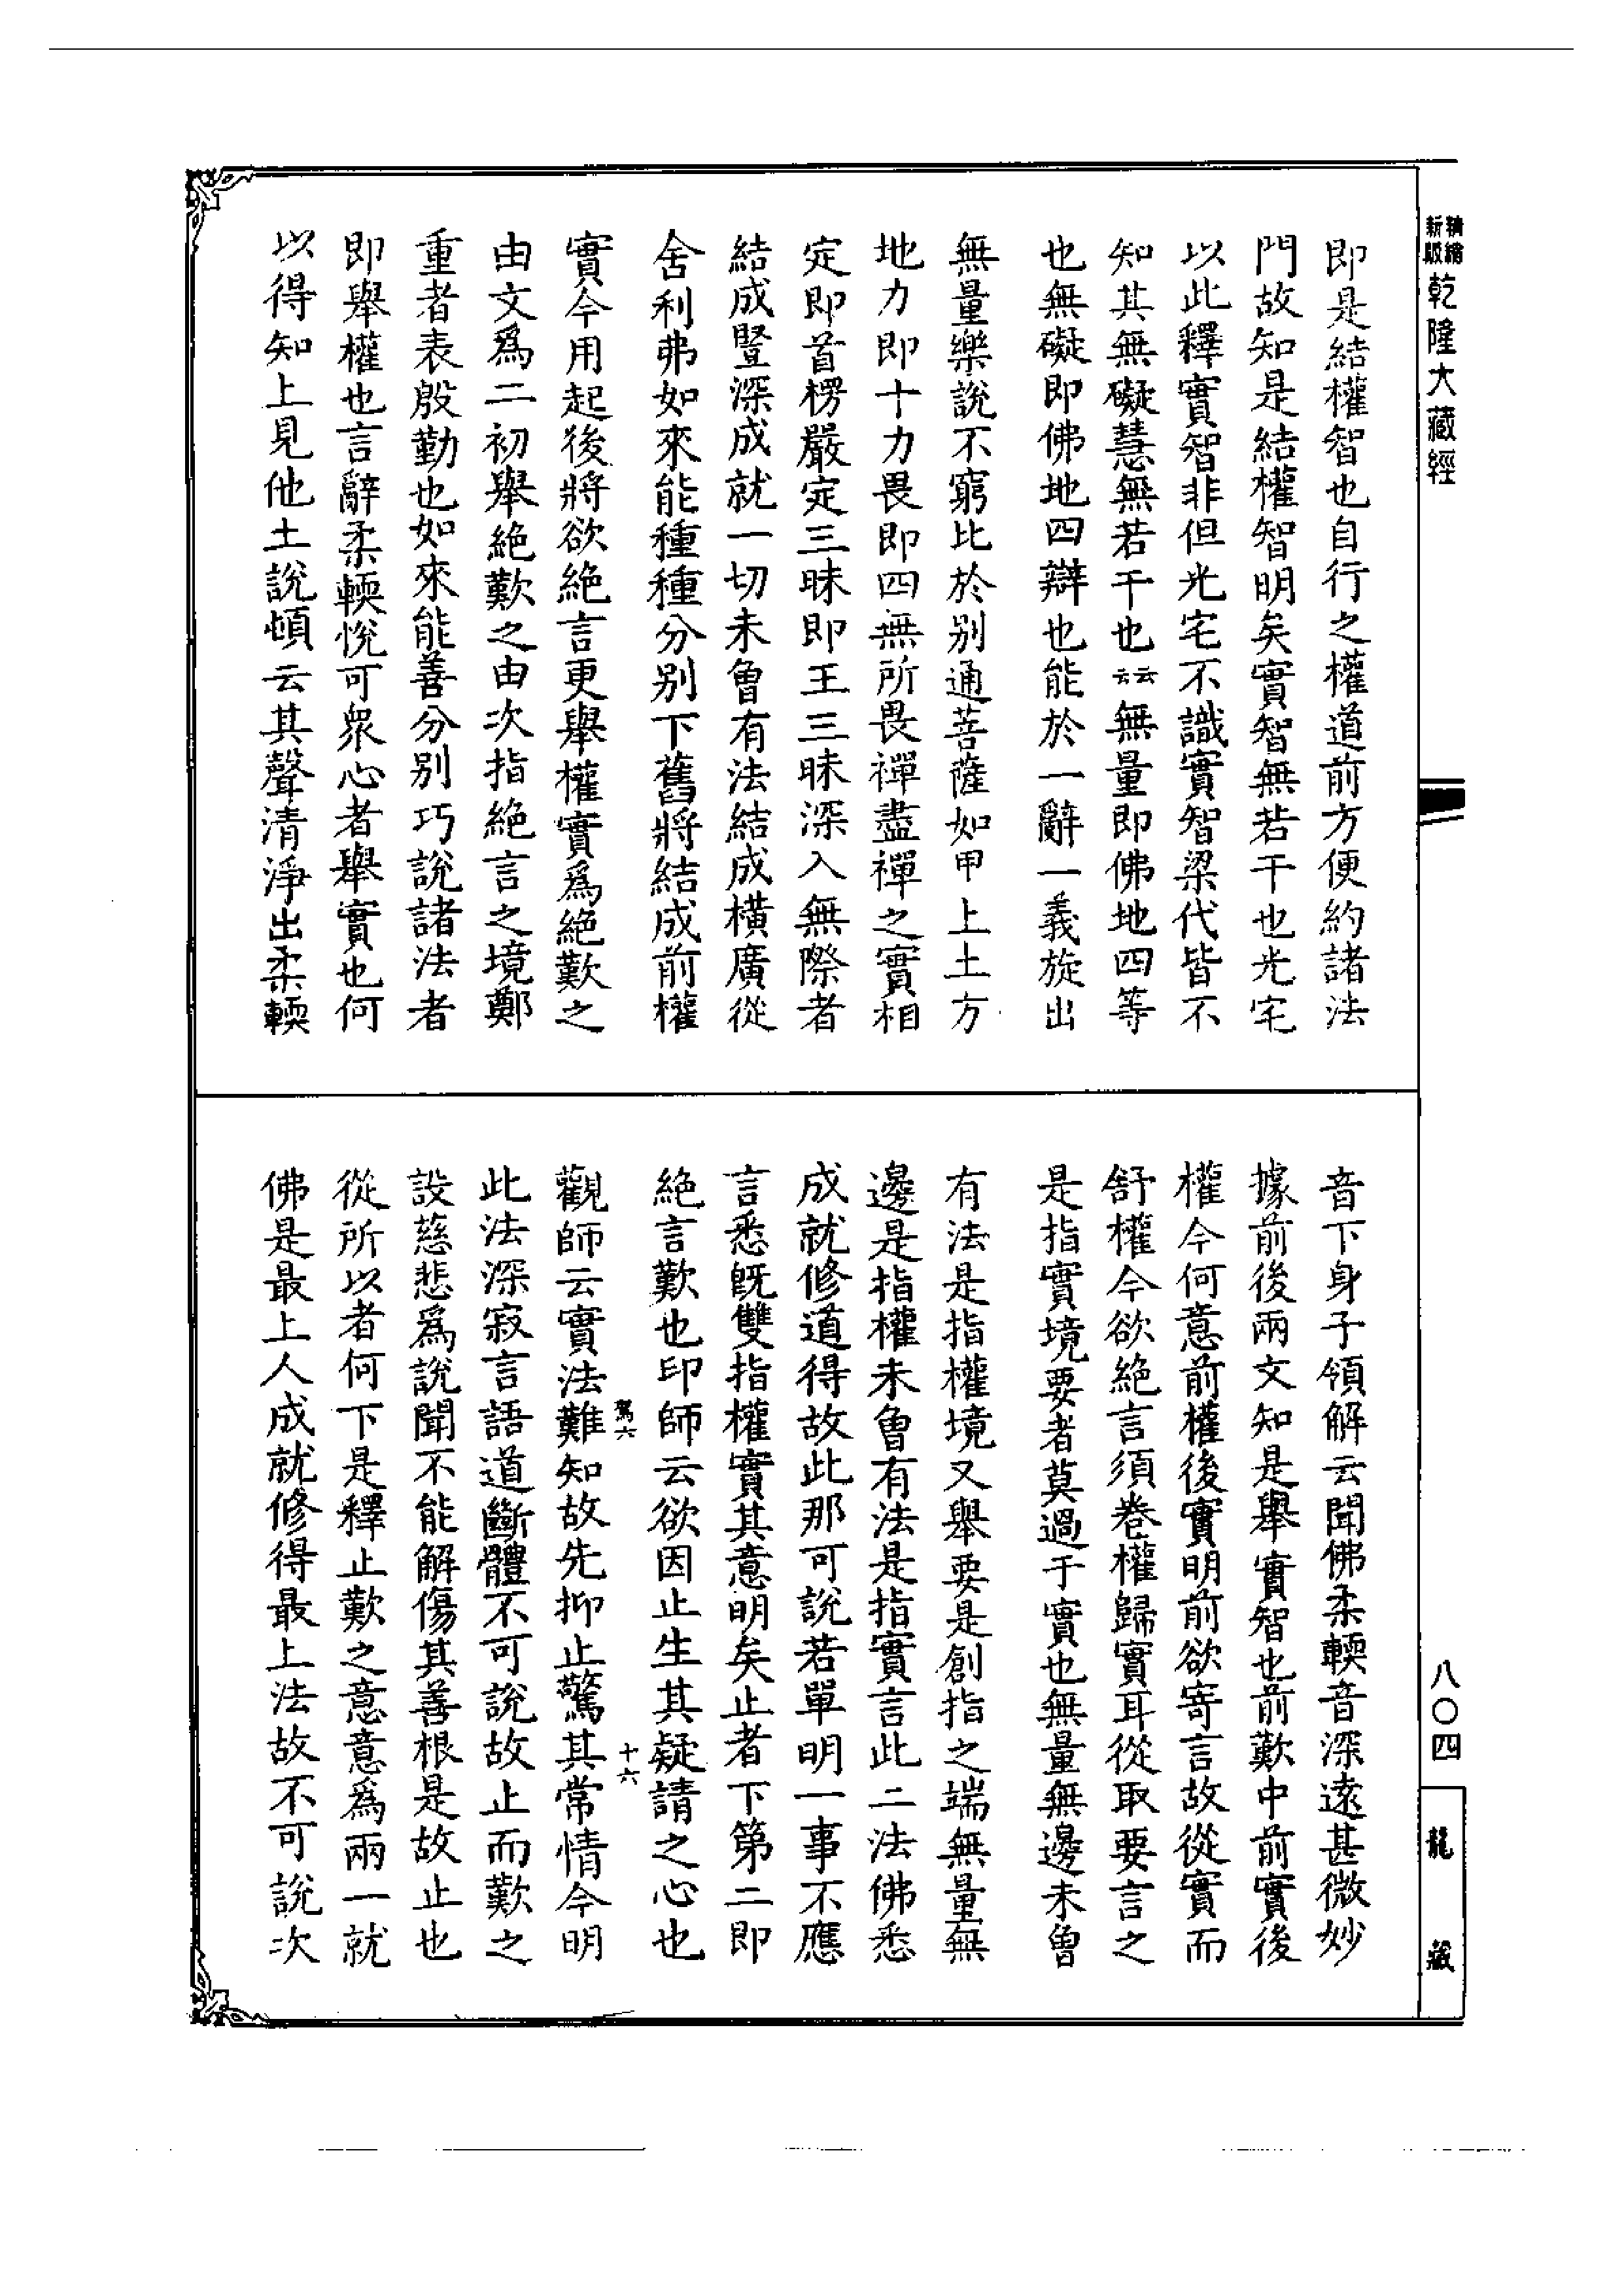 精繕
新版
乾隆大藏經
八〇四
龍藏
即是結權智也自行之權道前方便約諸法
門故知是結權智明矣實智無若干也光宅
以此釋實智非但光宅不識實智梁代皆不
知其無礙慧無若干也云云無量即佛地四等
也無礙即佛地四辯也能於一辭一義旋出
無量樂說不窮比於別通菩薩如甲上土方
地力即十力畏即四無所畏禪盡禪之實相
定即首楞嚴定三昧即王三昧深入無際者
結成豎深成就一切未曾有法結成橫廣從
舍利弗如來能種種分別下舊將結成前權
實今用起後將欲絕言更舉權實爲絕歎之
由文爲二初舉絕歎之由次指絕言之境鄭
重者表殷勤也如來能善分別巧說諸法者
即舉權也言辭柔輭悅可衆心者舉實也何
以得知上見他土說頓云其聲清淨出柔輭
音下身子領解云聞佛柔輭音深遠甚微妙
據前後兩文知是舉實智也前歎中前實後
權今何意前權後實明前欲寄言故從實而
舒權今欲絕言須卷權歸實耳從取要言之
是指實境要者莫過于實也無量無邊未曾
有法是指權境又舉要是創指之端無量無
邊是指權未曾有法是指實言此二法佛悉
成就修道得故此那可說若單明一事不應
言悉既雙指權實其意明矣止者下第二即
絕言歎也印師云欲因止生其疑請之心也
駕六
十六
觀師云實法難知故先抑止驚其常情今明
此法深寂言語道斷體不可說故止而歎之
設慈悲爲說聞不能解傷其善根是故止也
從所以者何下是釋止歎之意意爲兩一就
佛是最上人成就修得最上法故不可說次